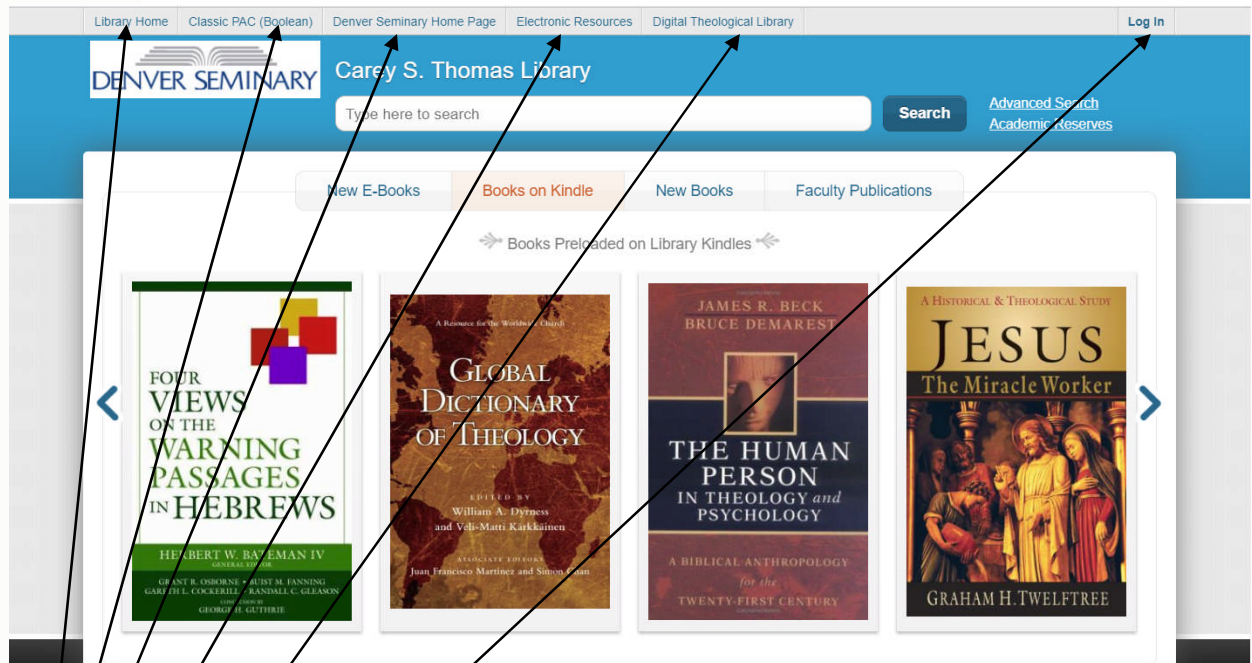 Library Home Classic PAC (Boolean) Denver Seminary Home Page Electronic Resources Digital Theological Library Log In
DENVER SEMINARY
Carey S. Thomas Library
Type here to search
Search
Advanced Search
Academic Reserves
New E-Books Books on Kindle New Books Faculty Publications
Books Preloaded on Library Kindles
FOUR
VIEWS
ON THE
WARNING
PASSAGES
IN HEBREWS
HERBERT W. BATEMAN IV
GENERAL EDITOR
GRANT R. OSBORNE • BUIST M. FANNING
GARETH L. COCKERILL • RANDALL C. GLEASON
CONCLUSION BY
GEORGE H. GUTHRIE
A Resource for the Worldwide Church
GLOBAL
DICTIONARY
OF THEOLOGY
EDITED BY
William A. Dyrness
and Veli-Matti Kärkkäinen
ASSOCIATE EDITORS
Juan Francisco Martinez and Simon Chan
JAMES R. BECK
BRUCE DEMAREST
THE HUMAN
PERSON
IN THEOLOGY and
PSYCHOLOGY
A BIBLICAL ANTHROPOLOGY
for the
TWENTY-FIRST CENTURY
A HISTORICAL & THEOLOGICAL STUDY
JESUS
The Miracle Worker
GRAHAM H. TWELFTREE